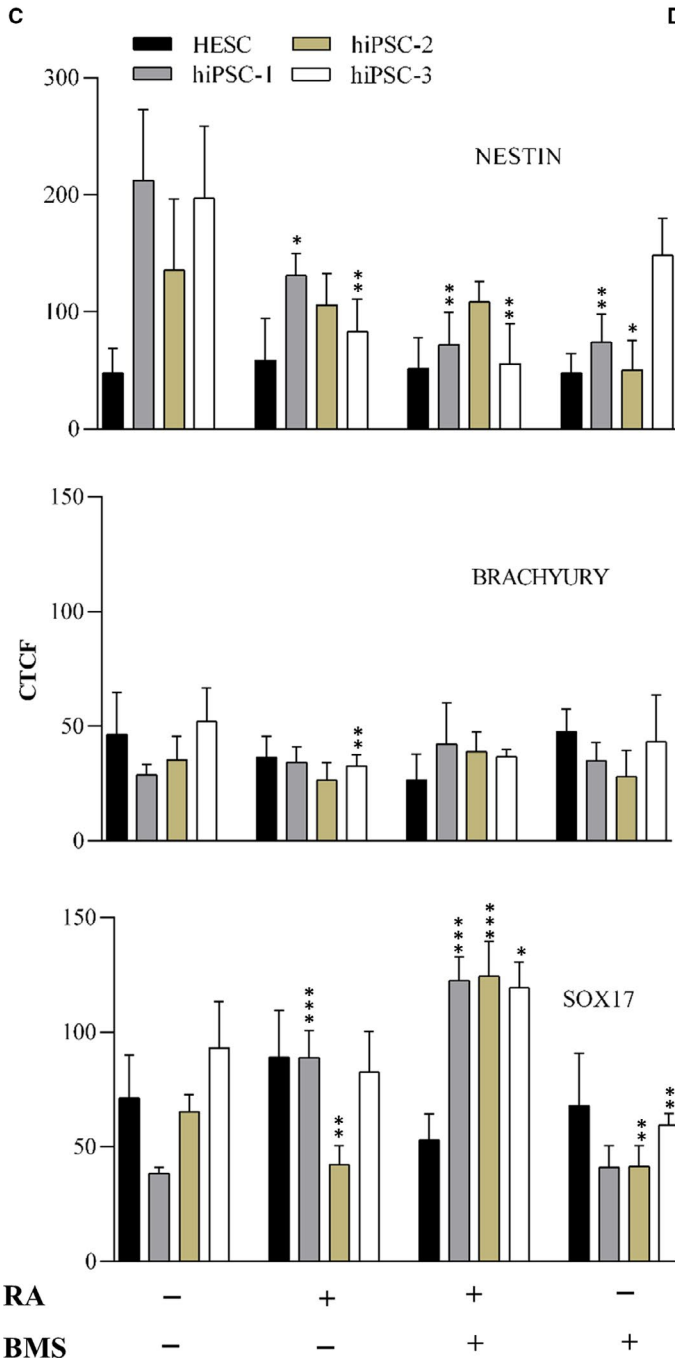 C
D
HESC
hiPSC-2
hiPSC-1
hiPSC-3
300
200
100
0
NESTIN
*
**
**
**
**
*
CTCF
150
100
50
0
BRACHYURY
**
150
100
50
0
SOX17
***
**
***
***
*
**
**
RA − + + −
BMS − − + +